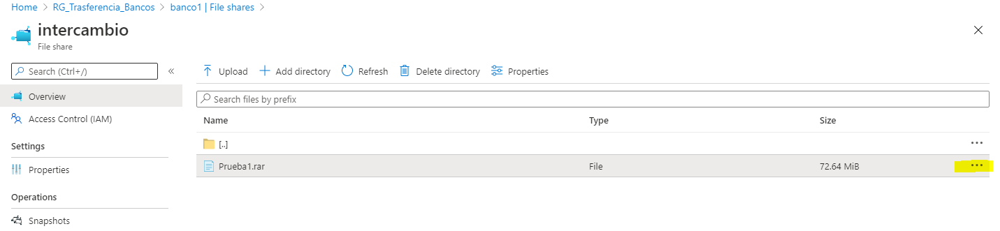 Home > RG_Trasferencia_Bancos > banco1 | File shares >
intercambio
File share
Search (Ctrl+/) «
Upload Add directory Refresh Delete directory Properties
Overview
Search files by prefix
Access Control (IAM)
Name Type Size
[..] ...
Settings
Properties
Prueba1.rar File 72.64 MiB ...
Operations
Snapshots